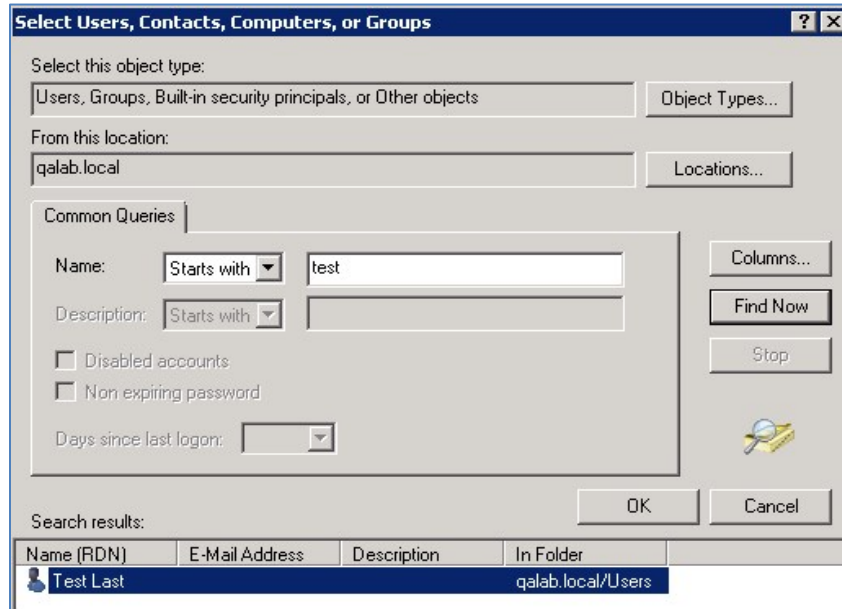 Select Users, Contacts, Computers, or Groups
Select this object type:
Users, Groups, Built-in security principals, or Other objects
Object Types...
From this location:
qalab.local
Locations...
Common Queries
Name: Starts with test
Columns...
Description: Starts with
Find Now
Disabled accounts
Stop
Non expiring password
Days since last logon:
OK Cancel
Search results:
Name (RDN) E-Mail Address Description In Folder
Test Last qalab.local/Users